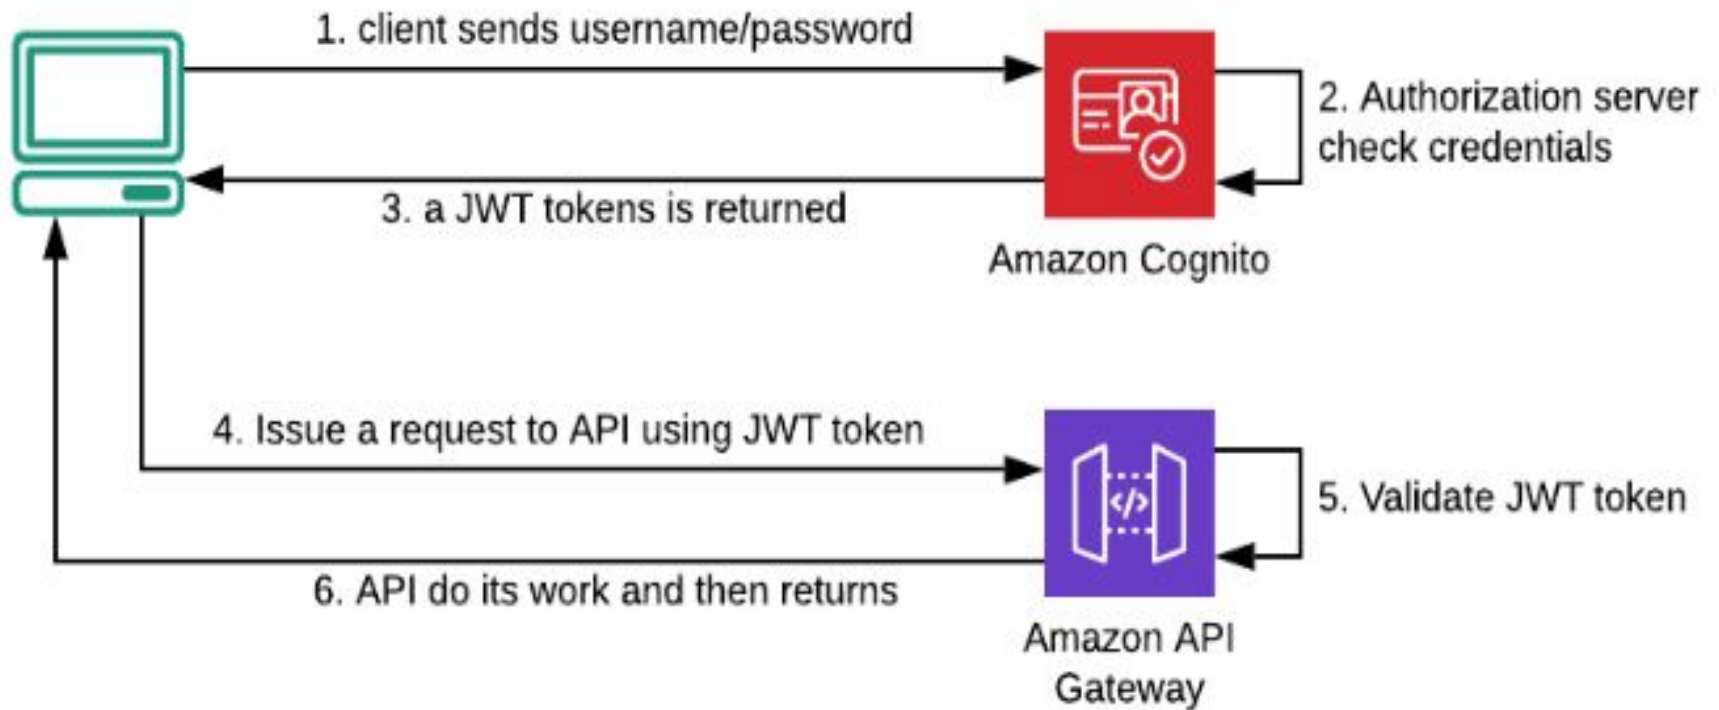 1. client sends username/password
2. Authorization server
check credentials
3. a JWT tokens is returned
Amazon Cognito
4. Issue a request to API using JWT token
</>
5. Validate JWT token
6. API do its work and then returns
Amazon API
Gateway